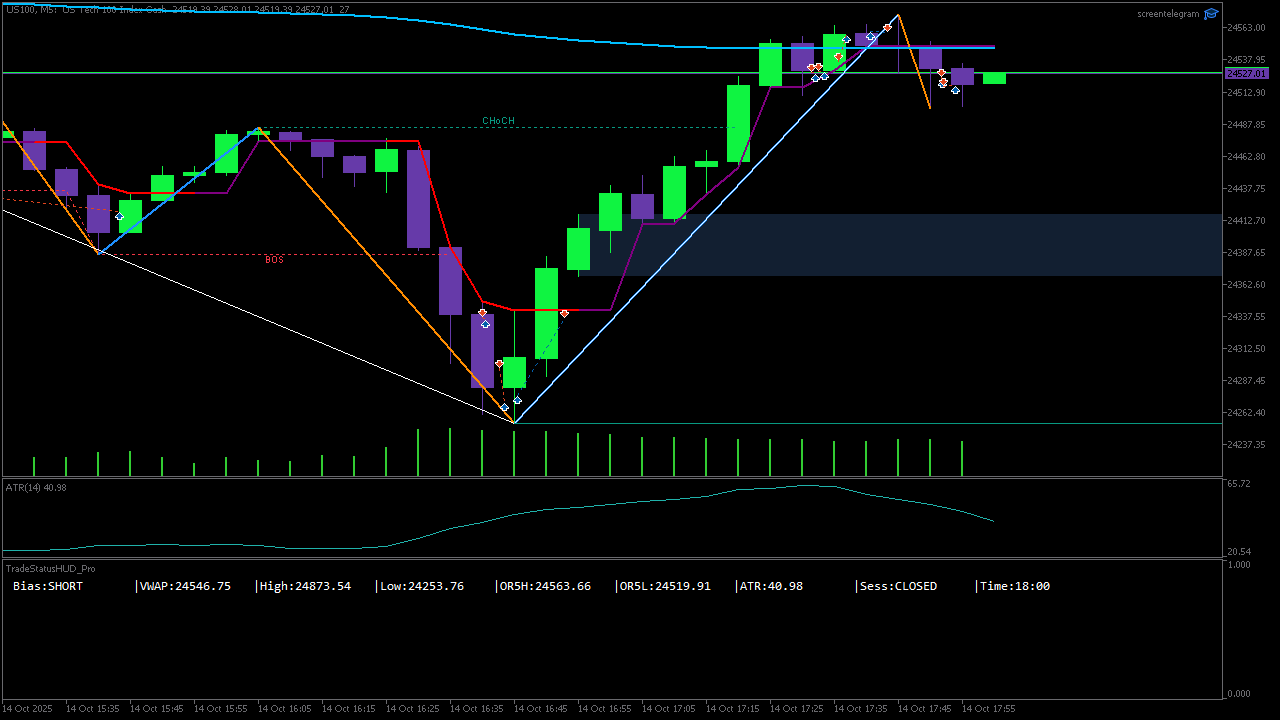 US100, M5: US Tech 100 Index Cash 24519.39 24528.01 24519.39 24527.01 27
screentelegram
24563.00
24537.95
24527.01
24512.90
24487.85
24462.80
24437.75
24412.70
24387.65
24362.60
24337.55
24312.50
24287.45
24262.40
24237.35
CHoCH
BOS
ATR(14) 40.98
65.72
20.54
TradeStatusHUD_Pro
1.000
Bias:SHORT |VWAP:24546.75 |High:24873.54 |Low:24253.76 |OR5H:24563.66 |OR5L:24519.91 |ATR:40.98 |Sess:CLOSED |Time:18:00
0.000
14 Oct 2025 14 Oct 15:35 14 Oct 15:45 14 Oct 15:55 14 Oct 16:05 14 Oct 16:15 14 Oct 16:25 14 Oct 16:35 14 Oct 16:45 14 Oct 16:55 14 Oct 17:05 14 Oct 17:15 14 Oct 17:25 14 Oct 17:35 14 Oct 17:45 14 Oct 17:55